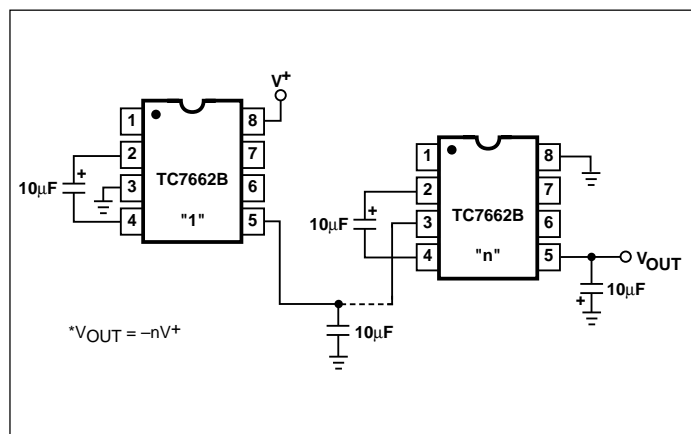 V+
1
2
3
4
8
7
6
5
TC7662B
"1"
10µF
+
1
2
3
4
8
7
6
5
TC7662B
"n"
10µF
+
10µF
VOUT
10µF
+
*VOUT = –nV+